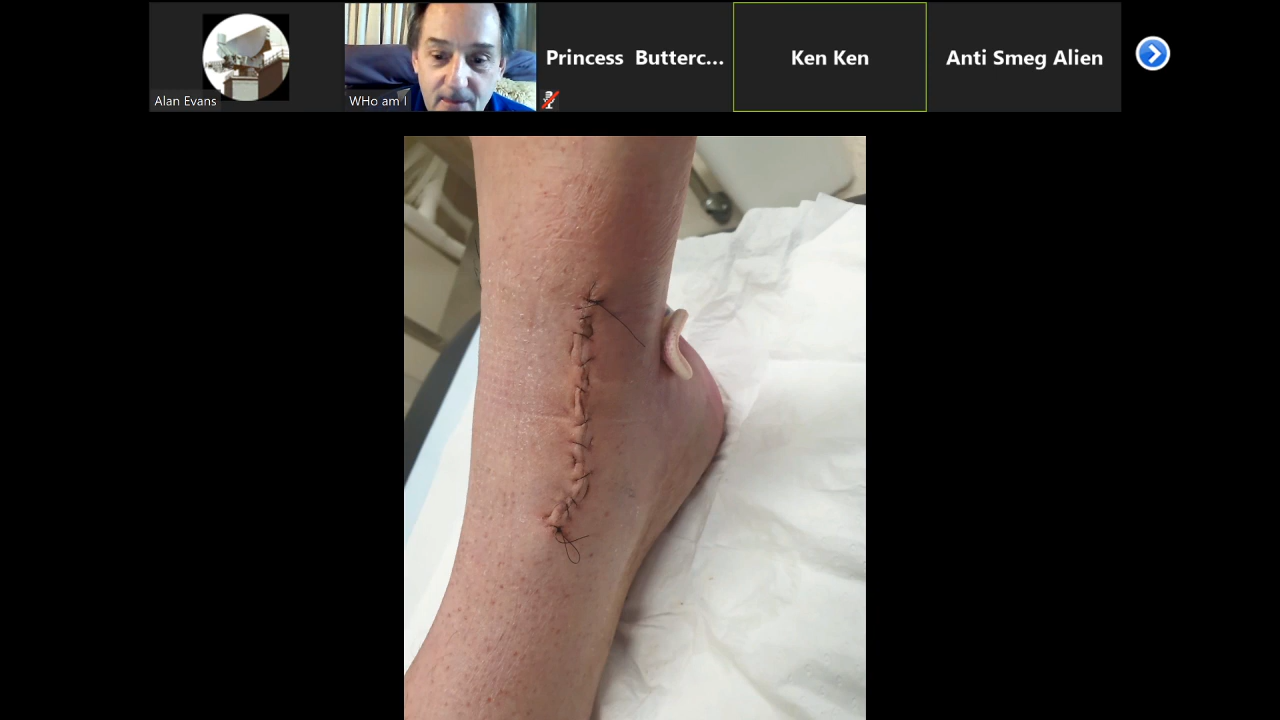 Alan Evans
WHo am I
Princess Butterc...
Ken Ken
Anti Smeg Alien